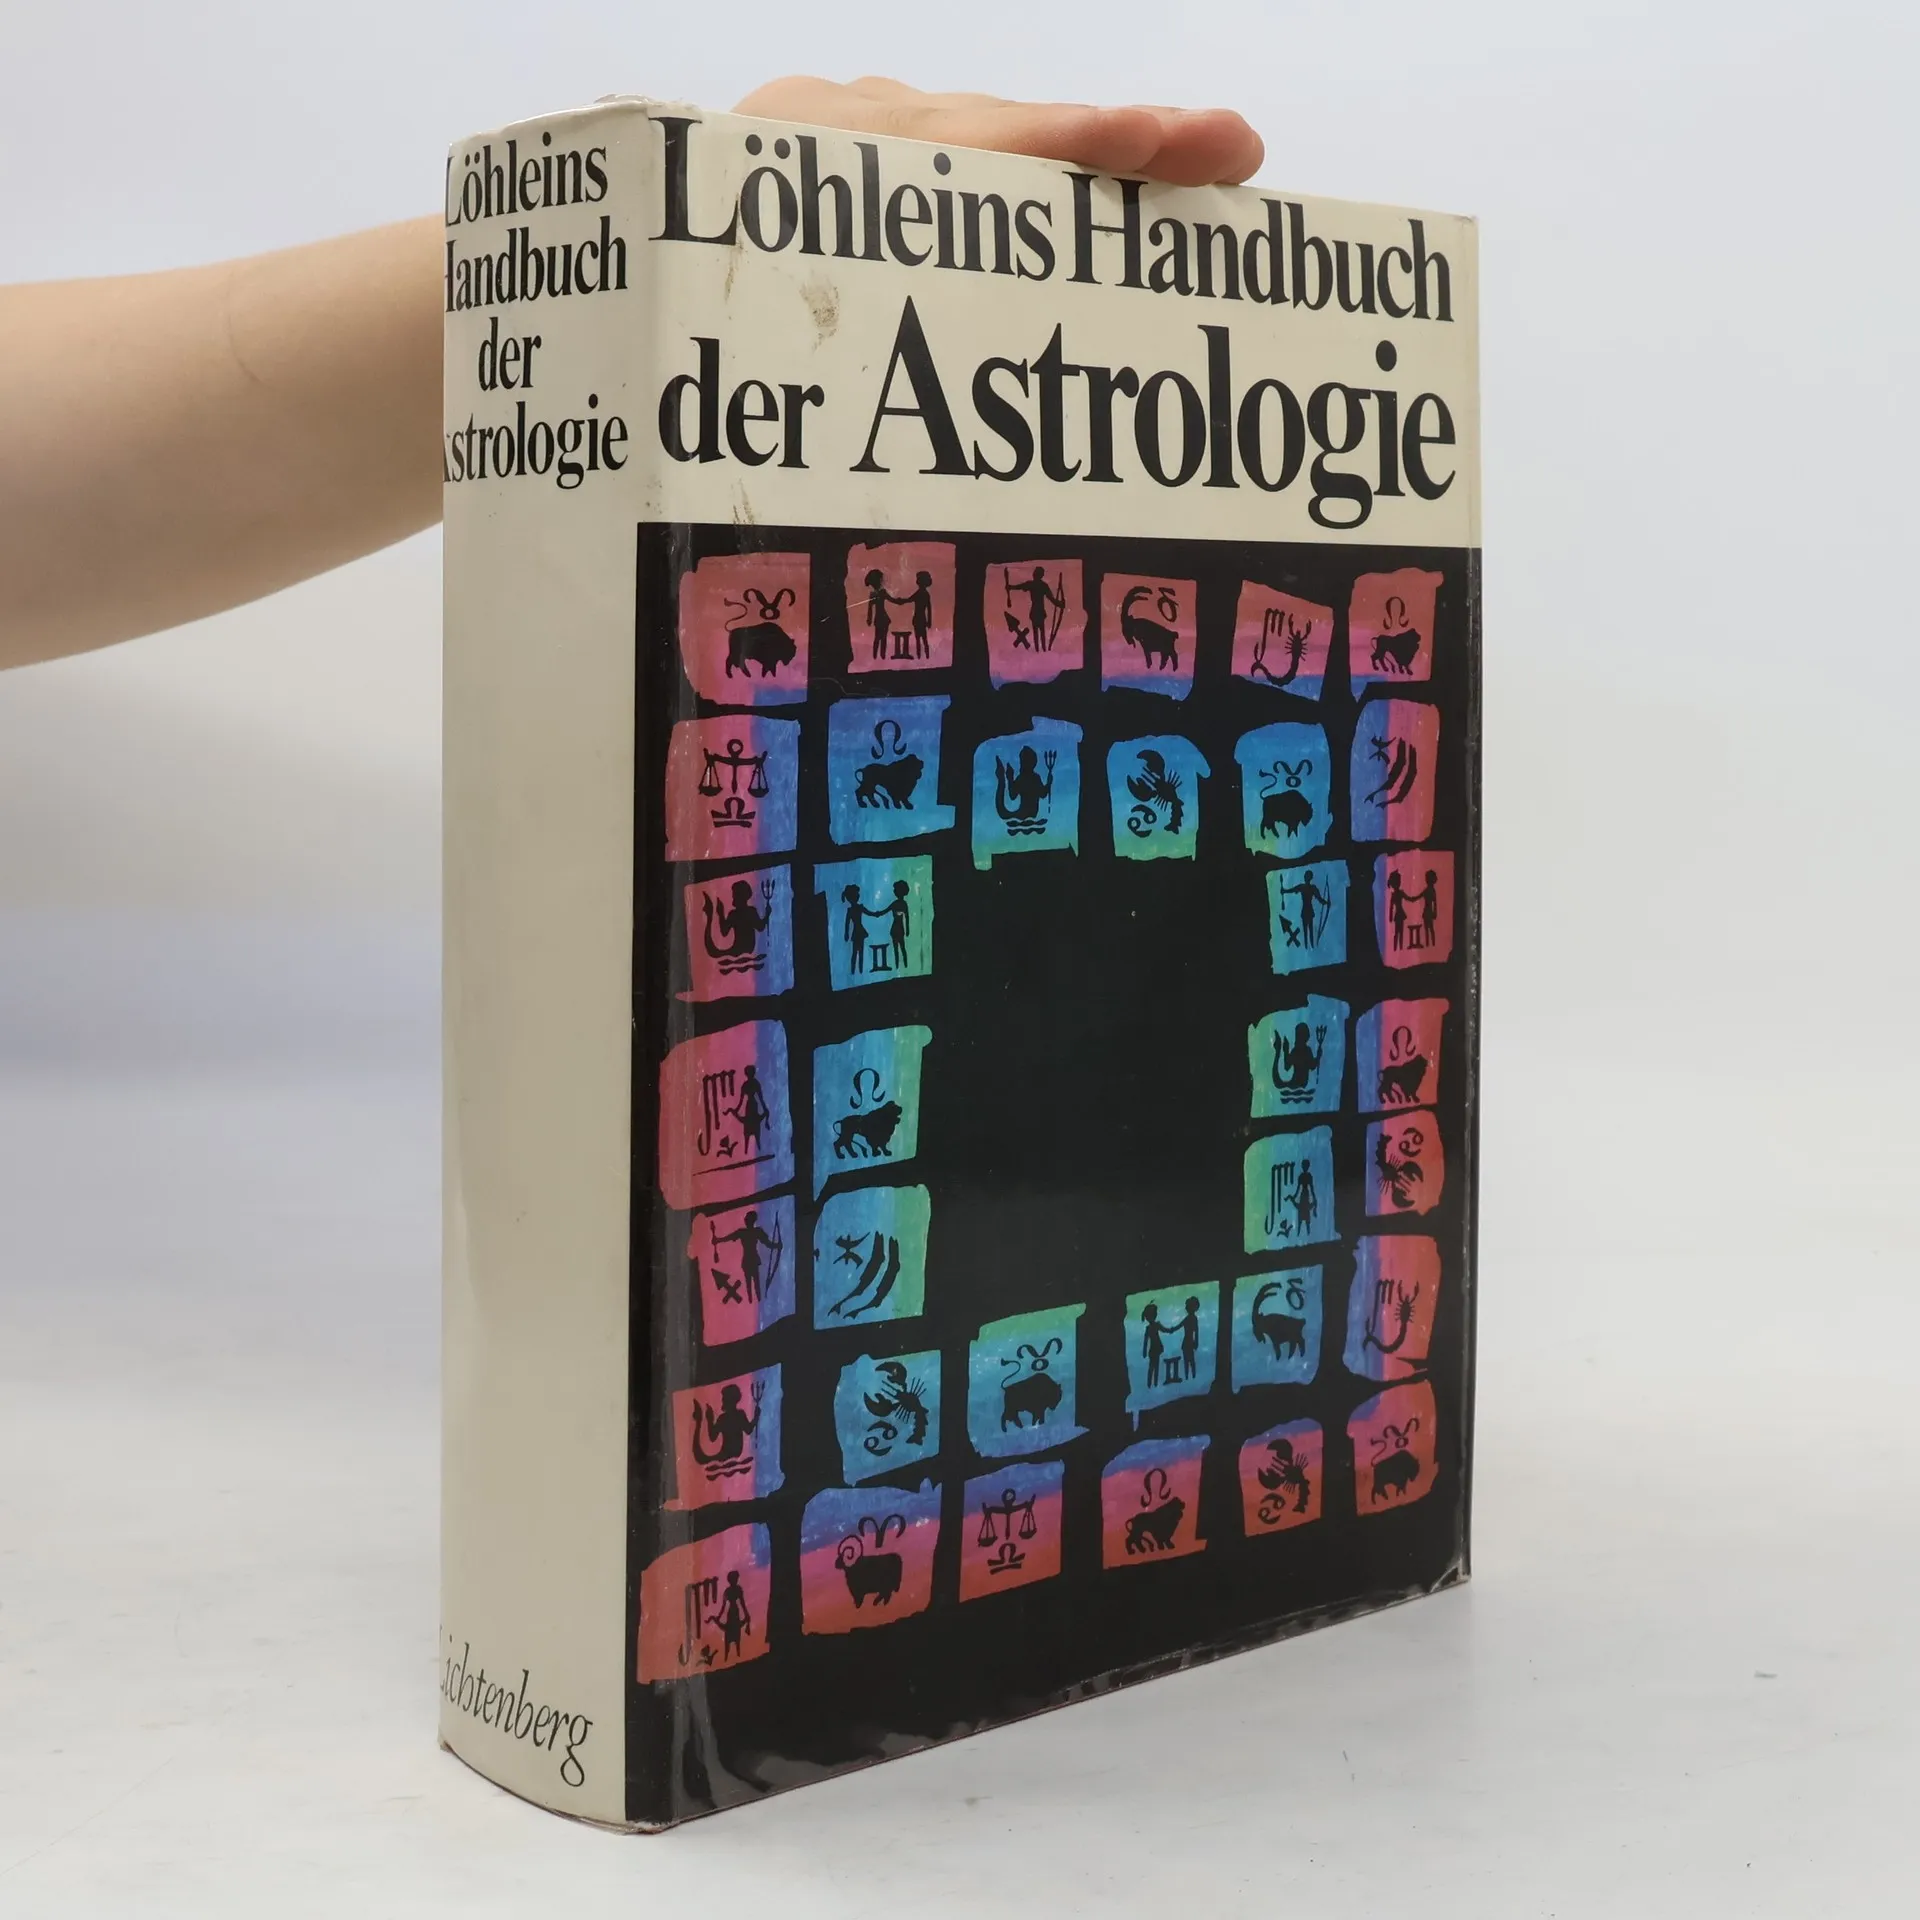 Löhleins
Handbuch
der
Astrologie
Lichtenberg
Löhleins Handbuch
der Astrologie